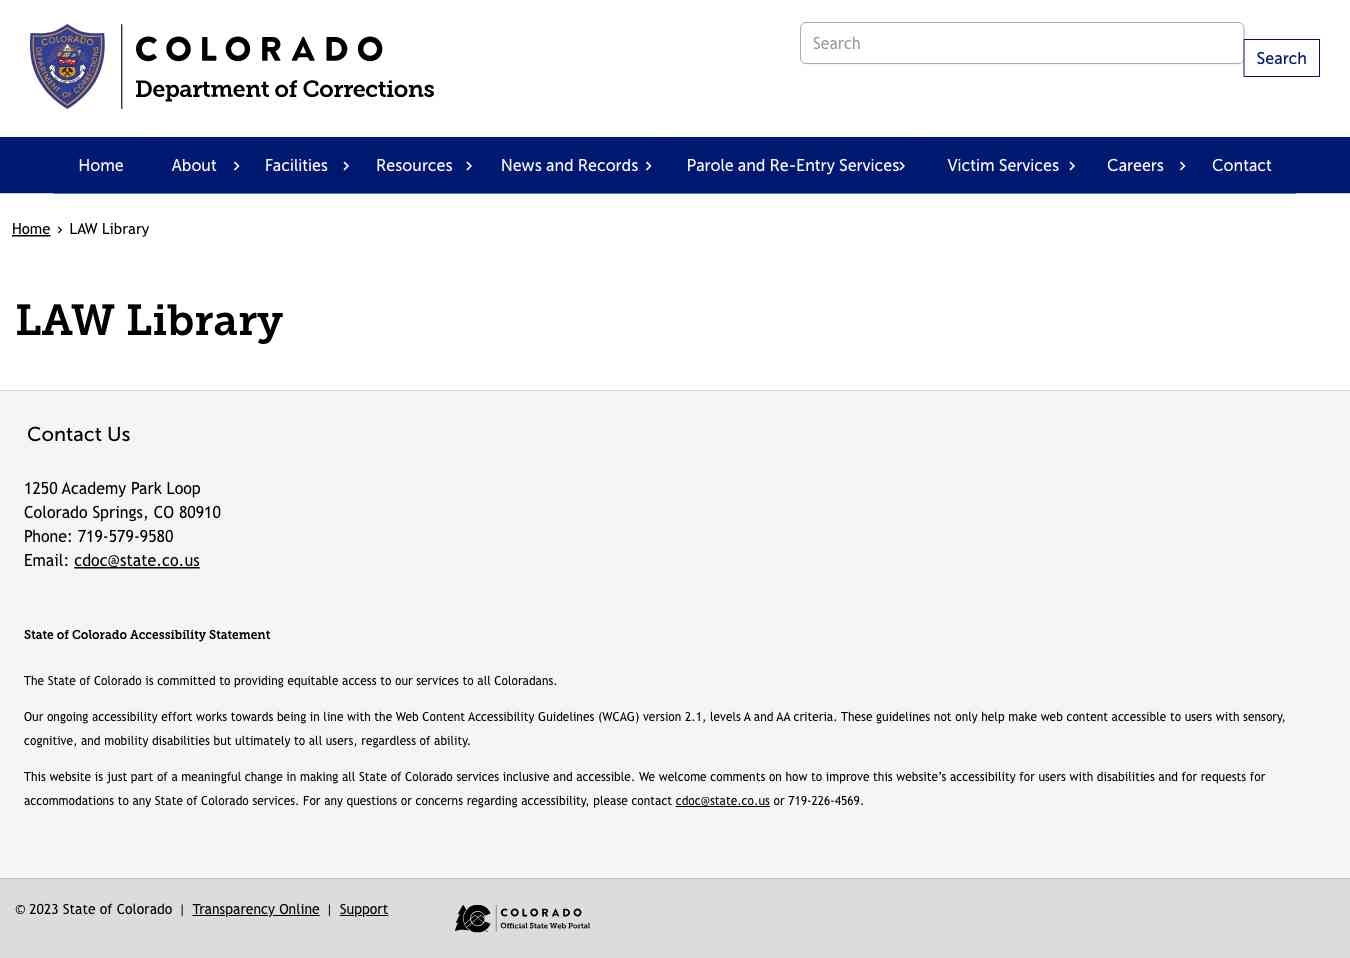 COLORADO
Department of Corrections
Search
Search
Home
About
Facilities
Resources
News and Records
Parole and Re-Entry Services
Victim Services
Careers
Contact
Home › LAW Library
LAW Library
Contact Us
1250 Academy Park Loop
Colorado Springs, CO 80910
Phone: 719-579-9580
Email: cdoc@state.co.us
State of Colorado Accessibility Statement
The State of Colorado is committed to providing equitable access to our services to all Coloradans.
Our ongoing accessibility effort works towards being in line with the Web Content Accessibility Guidelines (WCAG) version 2.1, levels A and AA criteria. These guidelines not only help make web content accessible to users with sensory,
cognitive, and mobility disabilities but ultimately to all users, regardless of ability.
This website is just part of a meaningful change in making all State of Colorado services inclusive and accessible. We welcome comments on how to improve this website's accessibility for users with disabilities and for requests for
accommodations to any State of Colorado services. For any questions or concerns regarding accessibility, please contact cdoc@state.co.us or 719-226-4569.
© 2023 State of Colorado | Transparency Online | Support
COLORADO
Official State Web Portal